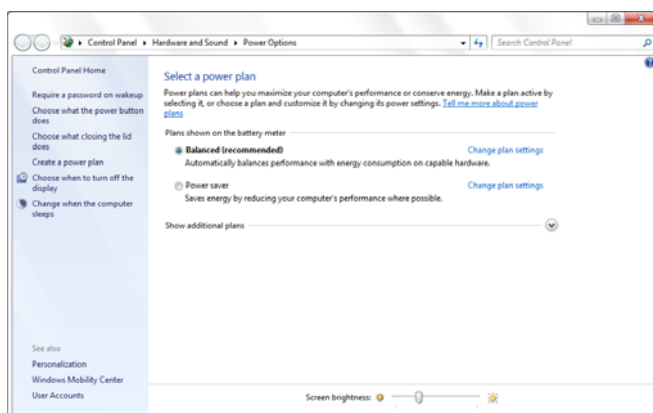 Control Panel ▸ Hardware and Sound ▸ Power Options
Search Control Panel
Control Panel Home
Require a password on wakeup
Choose what the power button
does
Choose what closing the lid
does
Create a power plan
Choose when to turn off the
display
Change when the computer
sleeps
See also
Personalization
Windows Mobility Center
User Accounts
Select a power plan
Power plans can help you maximize your computer's performance or conserve energy. Make a plan active by
selecting it, or choose a plan and customize it by changing its power settings. Tell me more about power
plans
Plans shown on the battery meter
Balanced (recommended) Change plan settings
Automatically balances performance with energy consumption on capable hardware.
Power saver Change plan settings
Saves energy by reducing your computer's performance where possible.
Show additional plans
Screen brightness: